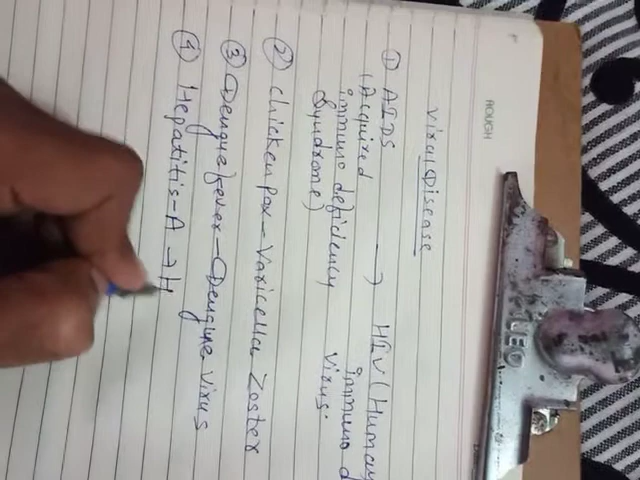 ROUGH
Viral Disease
① AIDS → HIV (Human
(Acquired immuno d
immuno deficiency Virus.
Syndrome)
② Chicken pox - Varicella Zoster
③ Dengue fever - Dengue Virus
④ Hepatitis-A → H
LEO